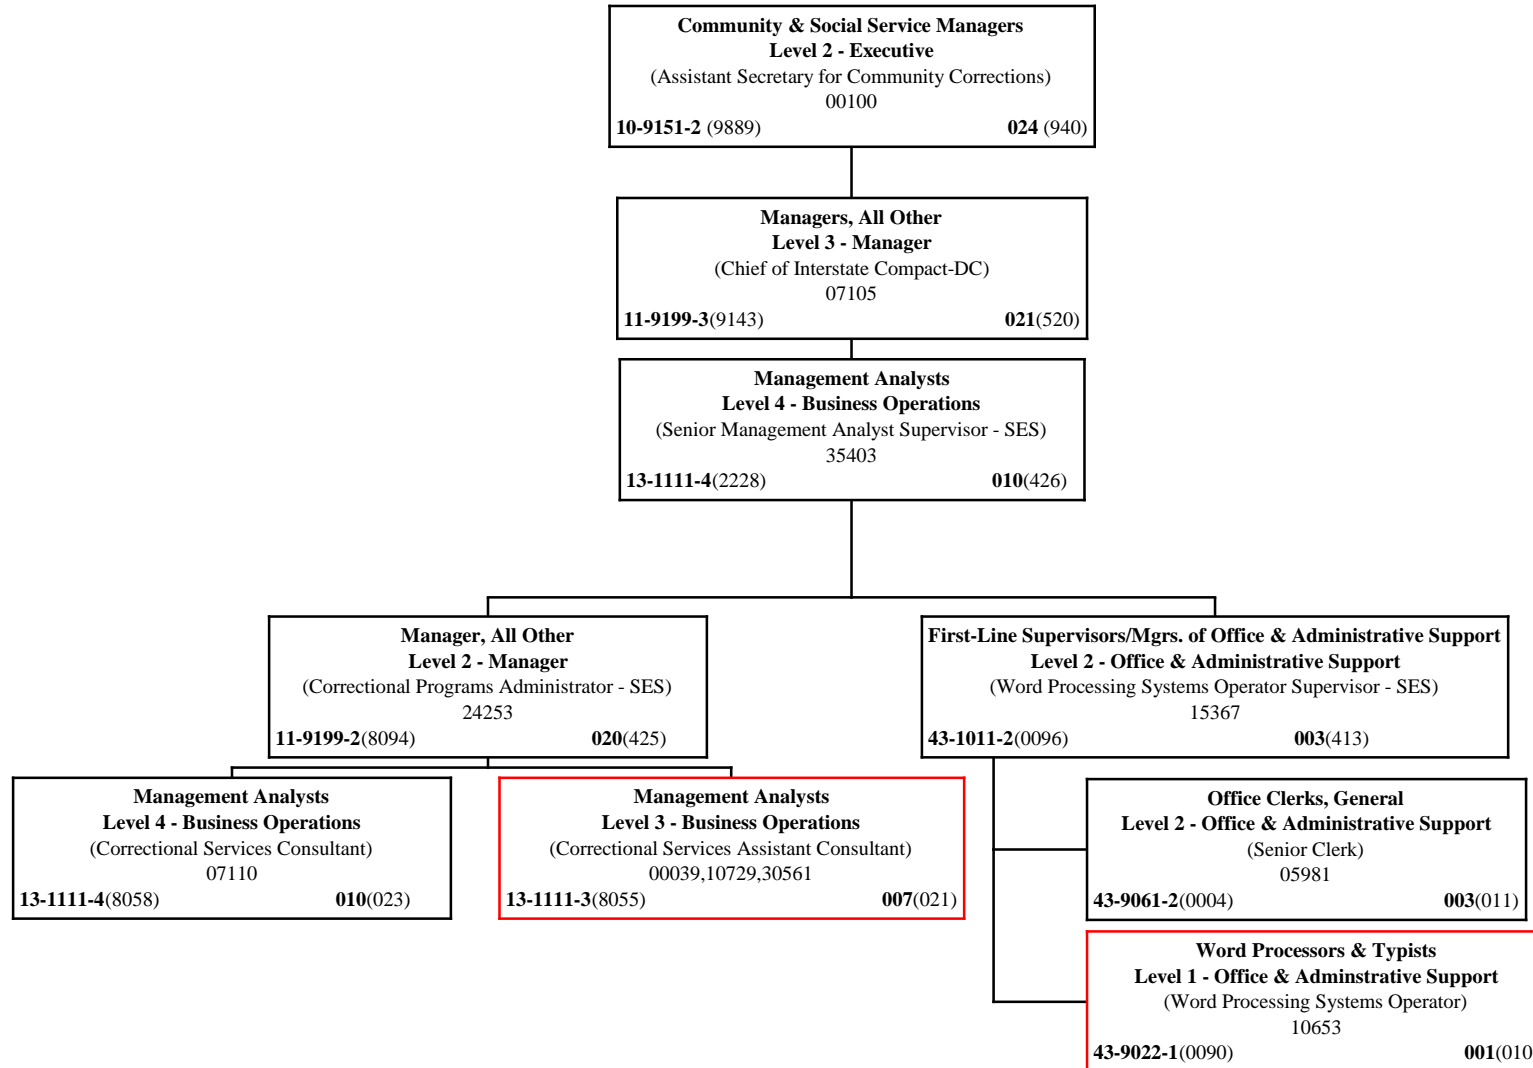 Community & Social Service Managers
Level 2 - Executive
(Assistant Secretary for Community Corrections)
00100
10-9151-2 (9889) 024 (940)
Managers, All Other
Level 3 - Manager
(Chief of Interstate Compact-DC)
07105
11-9199-3(9143) 021(520)
Management Analysts
Level 4 - Business Operations
(Senior Management Analyst Supervisor - SES)
35403
13-1111-4(2228) 010(426)
Manager, All Other
Level 2 - Manager
(Correctional Programs Administrator - SES)
24253
11-9199-2(8094) 020(425)
First-Line Supervisors/Mgrs. of Office & Administrative Support
Level 2 - Office & Administrative Support
(Word Processing Systems Operator Supervisor - SES)
15367
43-1011-2(0096) 003(413)
Management Analysts
Level 4 - Business Operations
(Correctional Services Consultant)
07110
13-1111-4(8058) 010(023)
Management Analysts
Level 3 - Business Operations
(Correctional Services Assistant Consultant)
00039,10729,30561
13-1111-3(8055) 007(021)
Office Clerks, General
Level 2 - Office & Administrative Support
(Senior Clerk)
05981
43-9061-2(0004) 003(011)
Word Processors & Typists
Level 1 - Office & Adminstrative Support
(Word Processing Systems Operator)
10653
43-9022-1(0090) 001(010